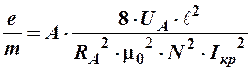 e/m = A · (8 · U_A · ℓ²)/(R_A² · μ₀² · N² · I_кр²)